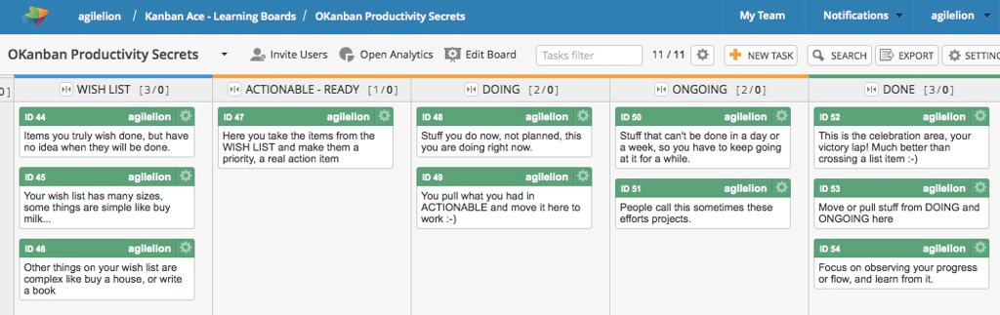 agilelion / Kanban Ace - Learning Boards / OKanban Productivity Secrets My Team Notifications agilelion
OKanban Productivity Secrets Invite Users Open Analytics Edit Board Tasks filter 11 / 11 NEW TASK SEARCH EXPORT SETTING
0] WISH LIST [3/0] ACTIONABLE - READY [1/0] DOING [2/0] ONGOING [2/0] DONE [3/0]
ID 44 agilelion
Items you truly wish done, but have
no idea when they will be done.
ID 45 agilelion
Your wish list has many sizes,
some things are simple like buy
milk...
ID 46 agilelion
Other things on your wish list are
complex like buy a house, or write
a book
ID 47 agilelion
Here you take the items from the
WISH LIST and make them a
priority, a real action item
ID 48 agilelion
Stuff you do now, not planned, this
you are doing right now.
ID 49 agilelion
You pull what you had in
ACTIONABLE and move it here to
work :-)
ID 50 agilelion
Stuff that can't be done in a day or
a week, so you have to keep going
at it for a while.
ID 51 agilelion
People call this sometimes these
efforts projects.
ID 52 agilelion
This is the celebration area, your
victory lap! Much better than
crossing a list item :-)
ID 53 agilelion
Move or pull stuff from DOING and
ONGOING here
ID 54 agilelion
Focus on observing your progress
or flow, and learn from it.